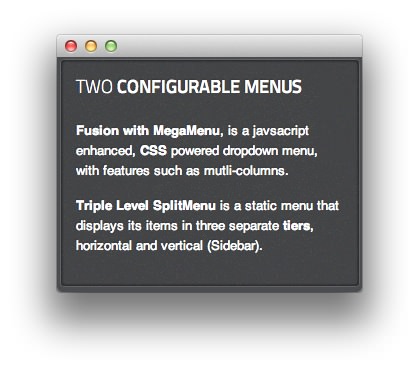 TWO CONFIGURABLE MENUS
Fusion with MegaMenu, is a javsacript
enhanced, CSS powered dropdown menu,
with features such as mutli-columns.
Triple Level SplitMenu is a static menu that
displays its items in three separate tiers,
horizontal and vertical (Sidebar).